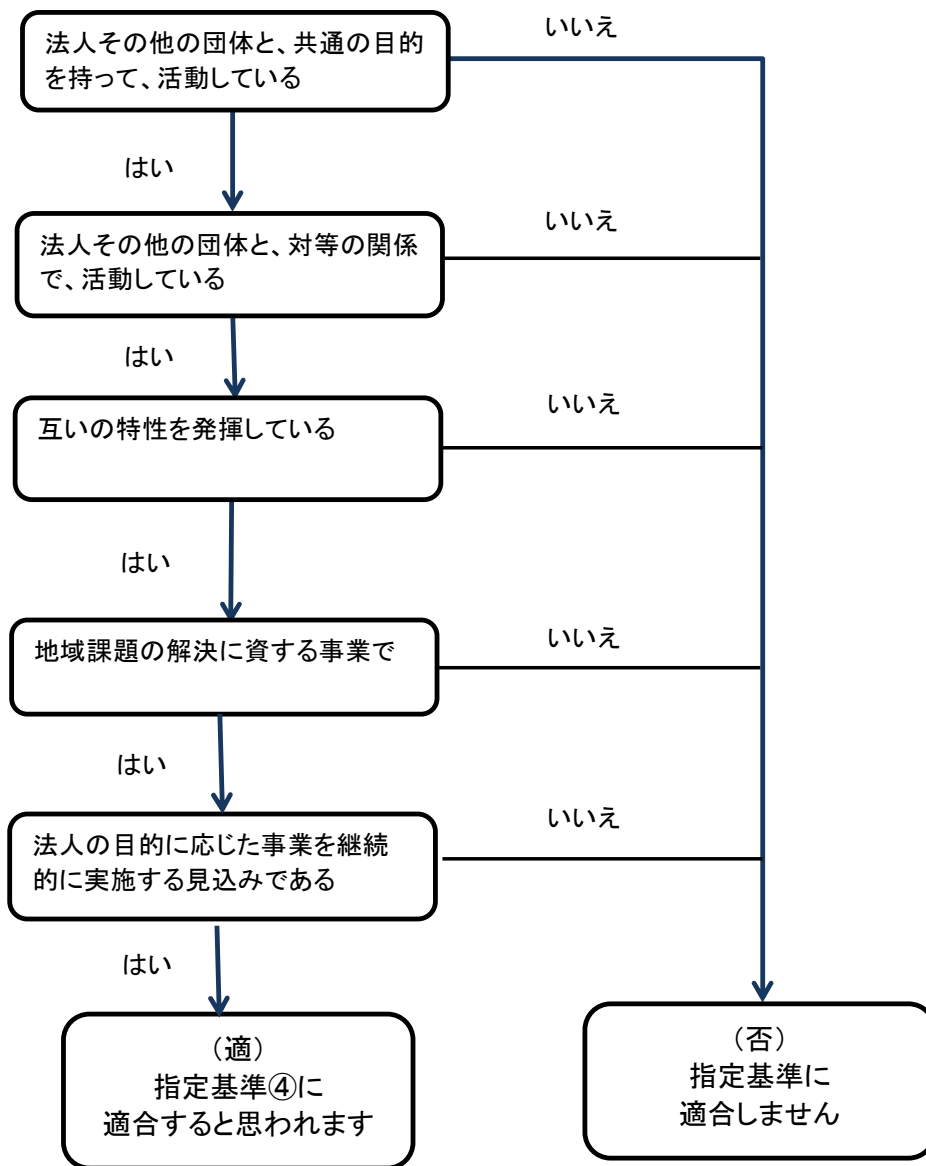 法人その他の団体と、共通の目的
を持って、活動している
いいえ
はい
法人その他の団体と、対等の関係
で、活動している
いいえ
はい
互いの特性を発揮している
いいえ
はい
地域課題の解決に資する事業で
いいえ
はい
法人の目的に応じた事業を継続
的に実施する見込みである
いいえ
はい
（適）
指定基準④に
適合すると思われます
（否）
指定基準に
適合しません